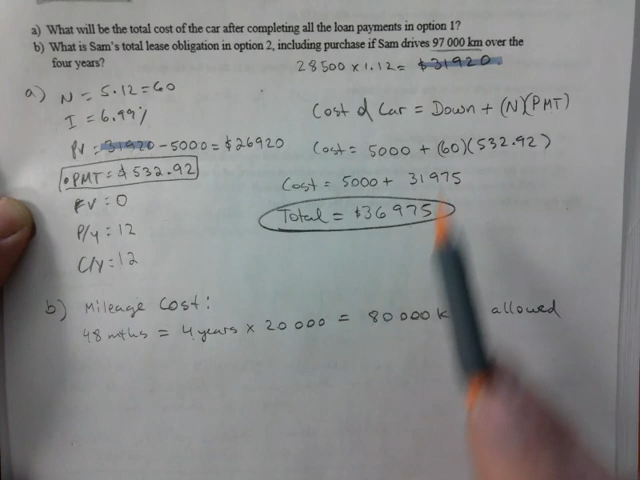 a) What will be the total cost of the car after completing all the loan payments in option 1?
b) What is Sam's total lease obligation in option 2, including purchase if Sam drives 97 000 km over the
four years?
28500 x 1.12 = $31920.
a) N = 5·12 = 60
I = 6.99%
PV = 31920 - 5000 = $26920
• PMT = $532.92
FV = 0
P/y = 12
C/y = 12
Cost of Car = Down + (N)(PMT)
Cost = 5000 + (60)(532.92)
Cost = 5000 + 31975
Total = $36975
b) Mileage Cost:
48 mths = 4 years x 20 000 = 80 000 k allowed